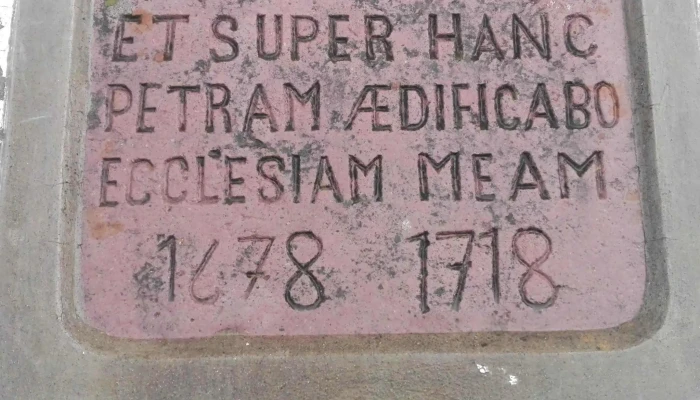 ET SUPER HANC
PETRAM ÆDIFICABO
ECCLESIAM MEAM
1678 1718